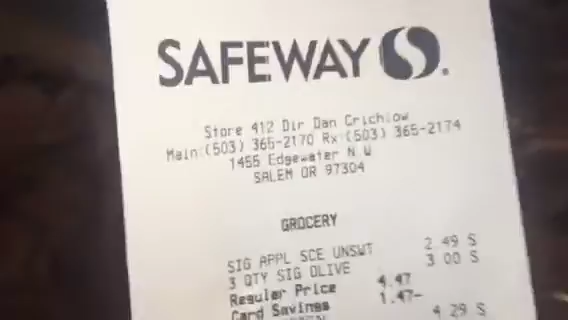 SAFEWAY
Store 412 Dir Dan Crichlow
Main:(503) 365-2170 Rx:(503) 365-2174
1455 Edgewater N.W
SALEM OR 97304
GROCERY
SIG APPL SCE UNSWT 2.49 S
3 QTY SIG OLIVE 3.00 S
Regular Price 4.47
Card Savings 1.47-
4.29 S